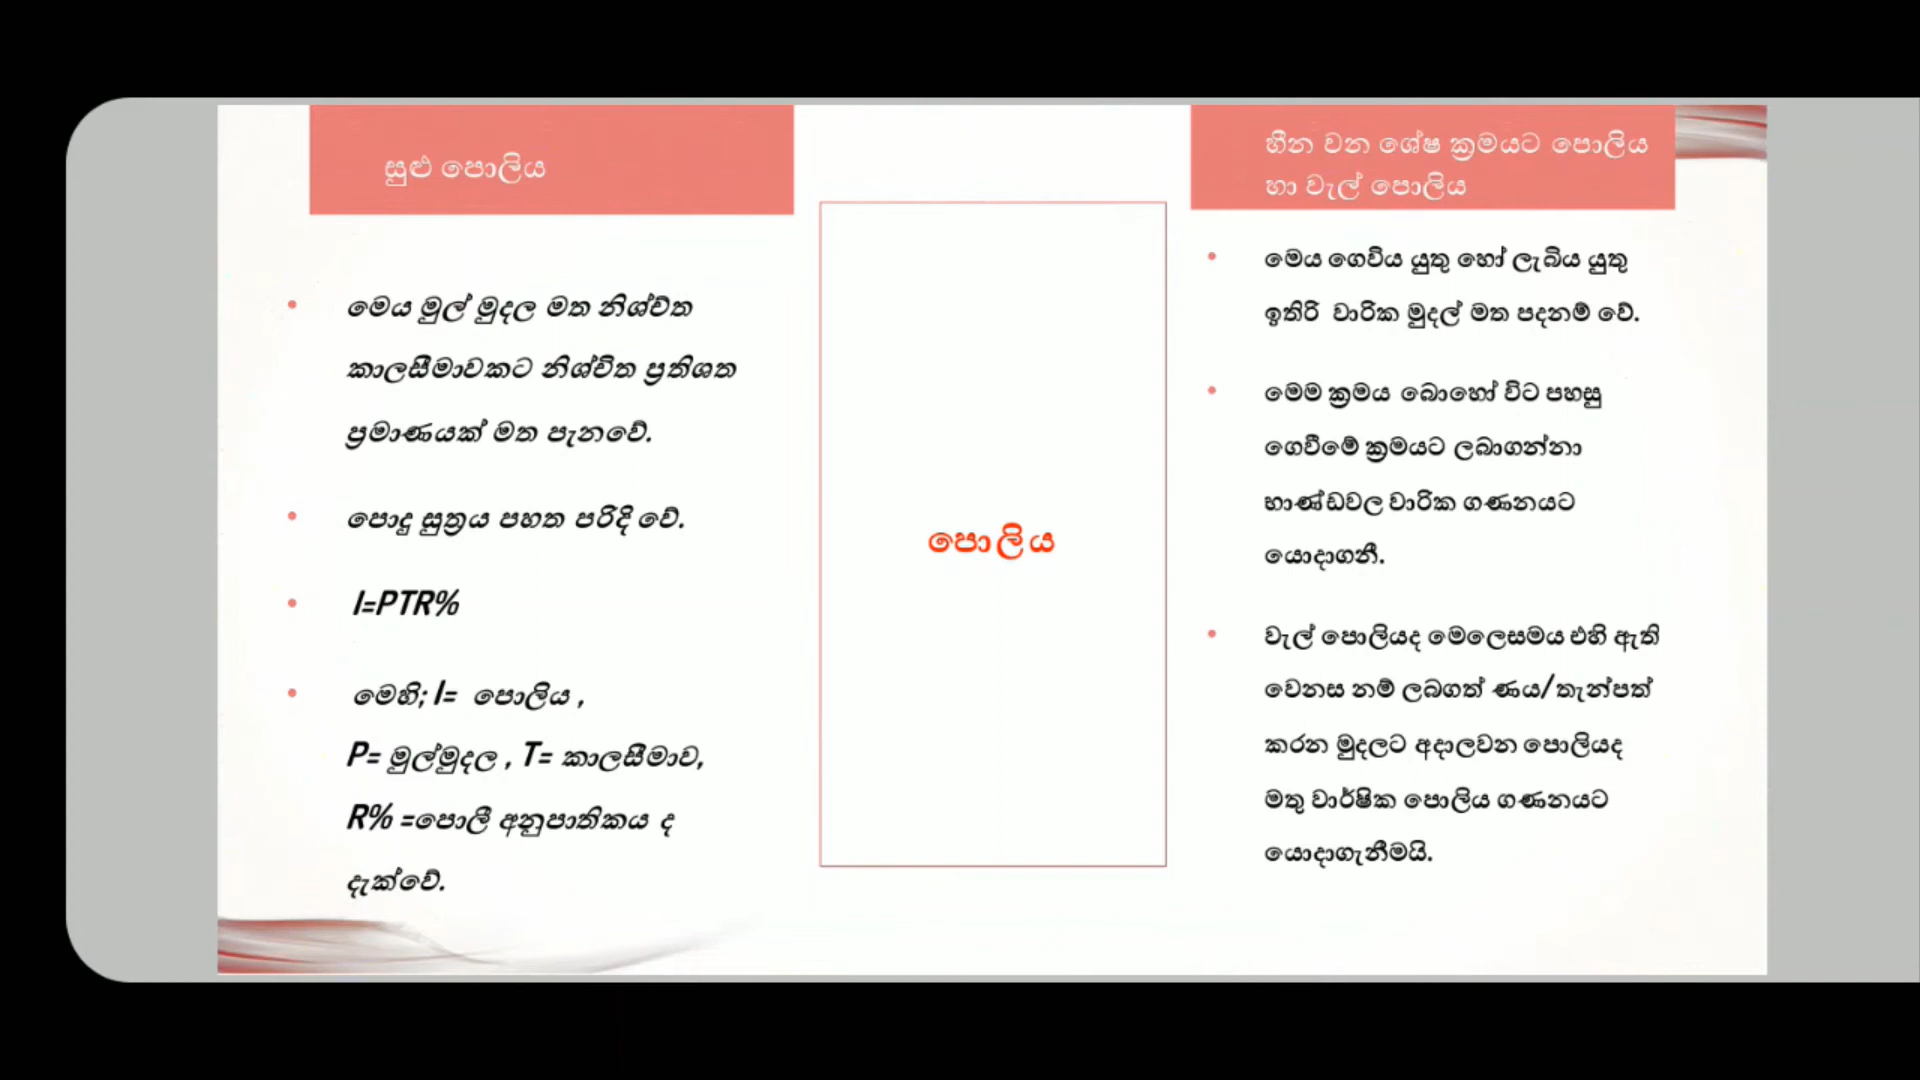 සුළු පොලිය
මෙය මුල් මුදල මත නිශ්චිත
කාලසීමාවකට නිශ්චිත ප්‍රතිශත
ප්‍රමාණයක් මත පැනවේ.
පොදු සුත්‍රය පහත පරිදි වේ.
I=PTR%
මෙහි; I= පොලිය ,
P= මුල්මුදල , T= කාලසීමාව,
R% =පොලී අනුපාතිකය ද
දැක්වේ.
පොලිය
හීන වන ශේෂ ක්‍රමයට පොලිය
හා වැල් පොලිය
මෙය ගෙවිය යුතු හෝ ලැබිය යුතු
ඉතිරි වාරික මුදල් මත පදනම් වේ.
මෙම ක්‍රමය බොහෝ විට පහසු
ගෙවීමේ ක්‍රමයට ලබාගන්නා
භාණ්ඩවල වාරික ගණනයට
යොදාගනී.
වැල් පොලියද මෙලෙසමය එහි ඇති
වෙනස නම් ලබගත් ණය/තැන්පත්
කරන මුදලට අදාලවන පොලියද
මතු වාර්ෂික පොලිය ගණනයට
යොදාගැනීමයි.